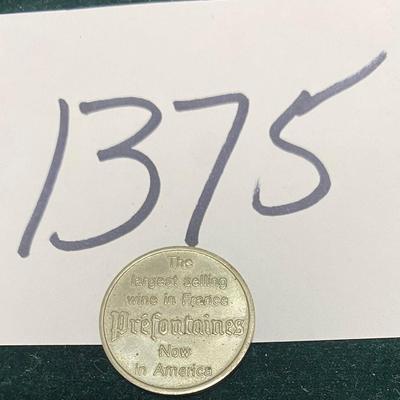 1375
The
largest selling
wine in France
Préfontaines
Now
in America